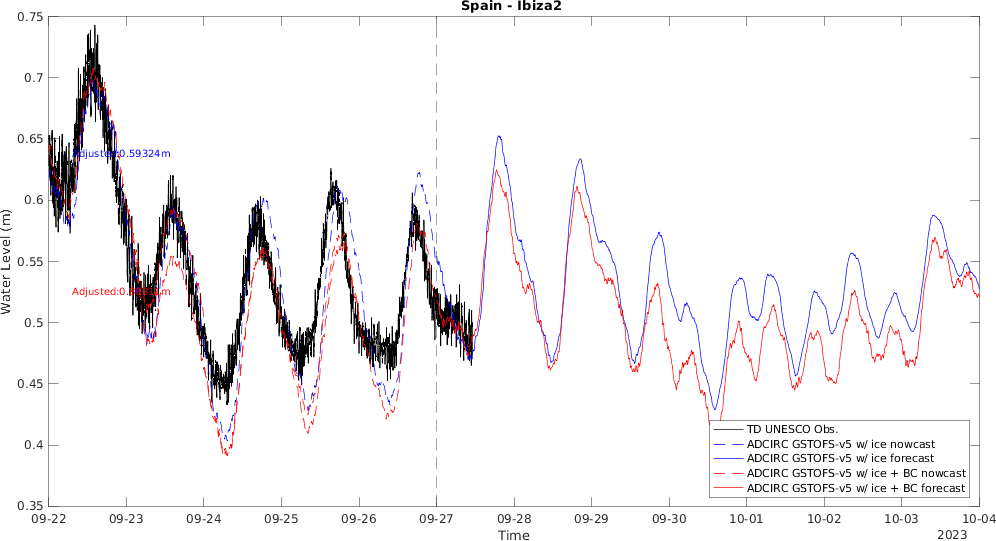 Spain - Ibiza2
0.75
0.7
0.65
0.6
0.55
0.5
0.45
0.4
0.35
Water Level (m)
Adjusted:0.59324m
09-22
09-23
09-24
09-25
09-26
09-27
09-28
09-29
09-30
10-01
10-02
10-03
10-04
Time
2023
TD UNESCO Obs.
ADCIRC GSTOFS-v5 w/ ice nowcast
ADCIRC GSTOFS-v5 w/ ice forecast
ADCIRC GSTOFS-v5 w/ ice + BC nowcast
ADCIRC GSTOFS-v5 w/ ice + BC forecast